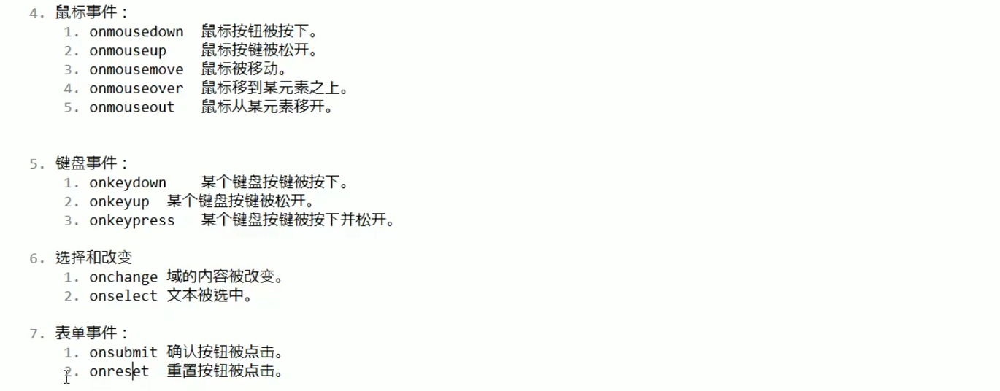 4. 鼠标事件：
1. onmousedown 鼠标按钮被按下。
2. onmouseup 鼠标按键被松开。
3. onmousemove 鼠标被移动。
4. onmouseover 鼠标移到某元素之上。
5. onmouseout 鼠标从某元素移开。
5. 键盘事件：
1. onkeydown 某个键盘按键被按下。
2. onkeyup 某个键盘按键被松开。
3. onkeypress 某个键盘按键被按下并松开。
6. 选择和改变
1. onchange 域的内容被改变。
2. onselect 文本被选中。
7. 表单事件：
1. onsubmit 确认按钮被点击。
2. onreset 重置按钮被点击。